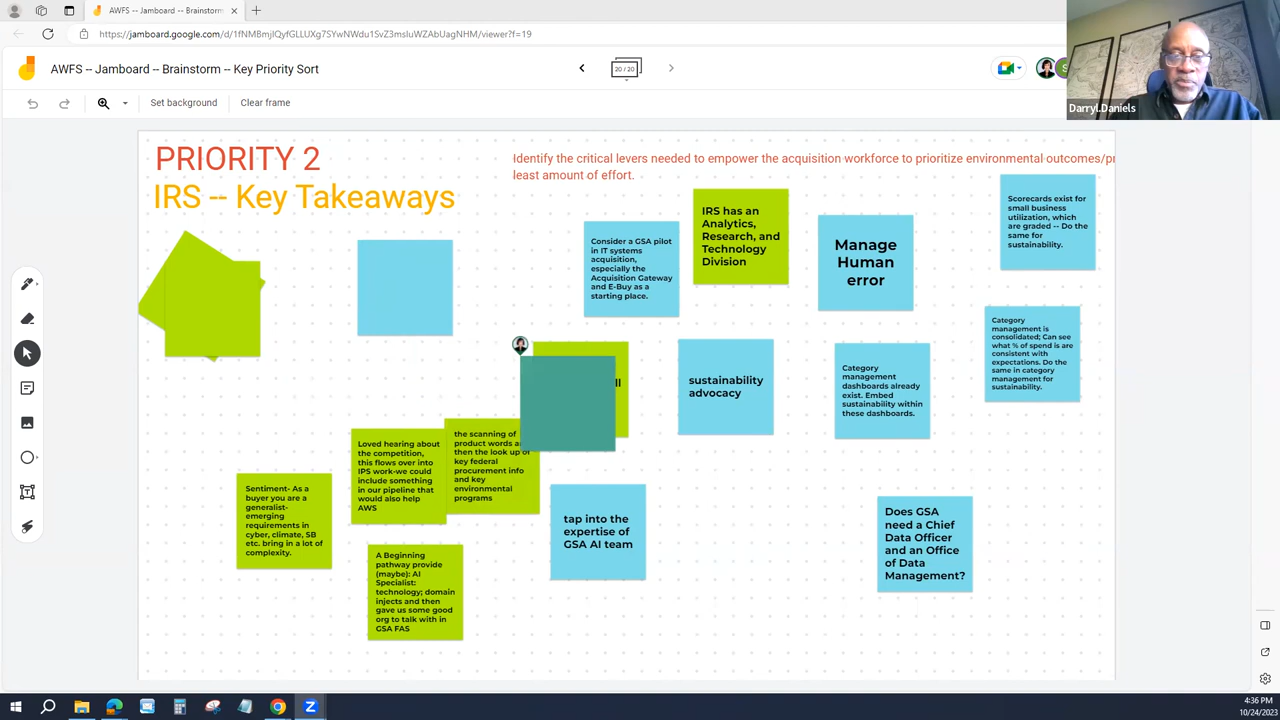 AWFS -- Jamboard -- Brainstorm
https://jamboard.google.com/d/1fNMBmjIQyfGLLUXg7SYwNWdu1SvZ3msIuWZAbUagNHM/viewer?f=19
AWFS -- Jamboard -- Brainstorm -- Key Priority Sort
20 / 20
Set background
Clear frame
Darryl.Daniels
PRIORITY 2
IRS -- Key Takeaways
Identify the critical levers needed to empower the acquisition workforce to prioritize environmental
least amount of effort.
Consider a GSA pilot
in IT systems
acquisition,
especially the
Acquisition Gateway
and E-Buy as a
starting place.
IRS has an
Analytics,
Research, and
Technology
Division
Manage
Human
error
Scorecards exist for
small business
utilization, which
are graded -- Do the
same for
sustainability.
Category
management is
consolidated; Can see
what % of spend is are
consistent with
expectations. Do the
same in category
management for
sustainability.
sustainability
advocacy
Category
management
dashboards already
exist. Embed
sustainability within
these dashboards.
Loved hearing about
the competition,
this flows over into
IPS work-we could
include something
in our pipeline that
would also help
AWS
the scanning of
product words
then the look up of
key federal
procurement info
and key
environmental
programs
Sentiment- As a
buyer you are a
generalist-
emerging
requirements in
cyber, climate, SB
etc. bring in a lot of
complexity.
A Beginning
pathway provide
(maybe): AI
Specialist:
technology; domain
injects and then
gave us some good
org to talk with in
GSA FAS
tap into the
expertise of
GSA AI team
Does GSA
need a Chief
Data Officer
and an Office
of Data
Management?
4:36 PM
10/24/2023